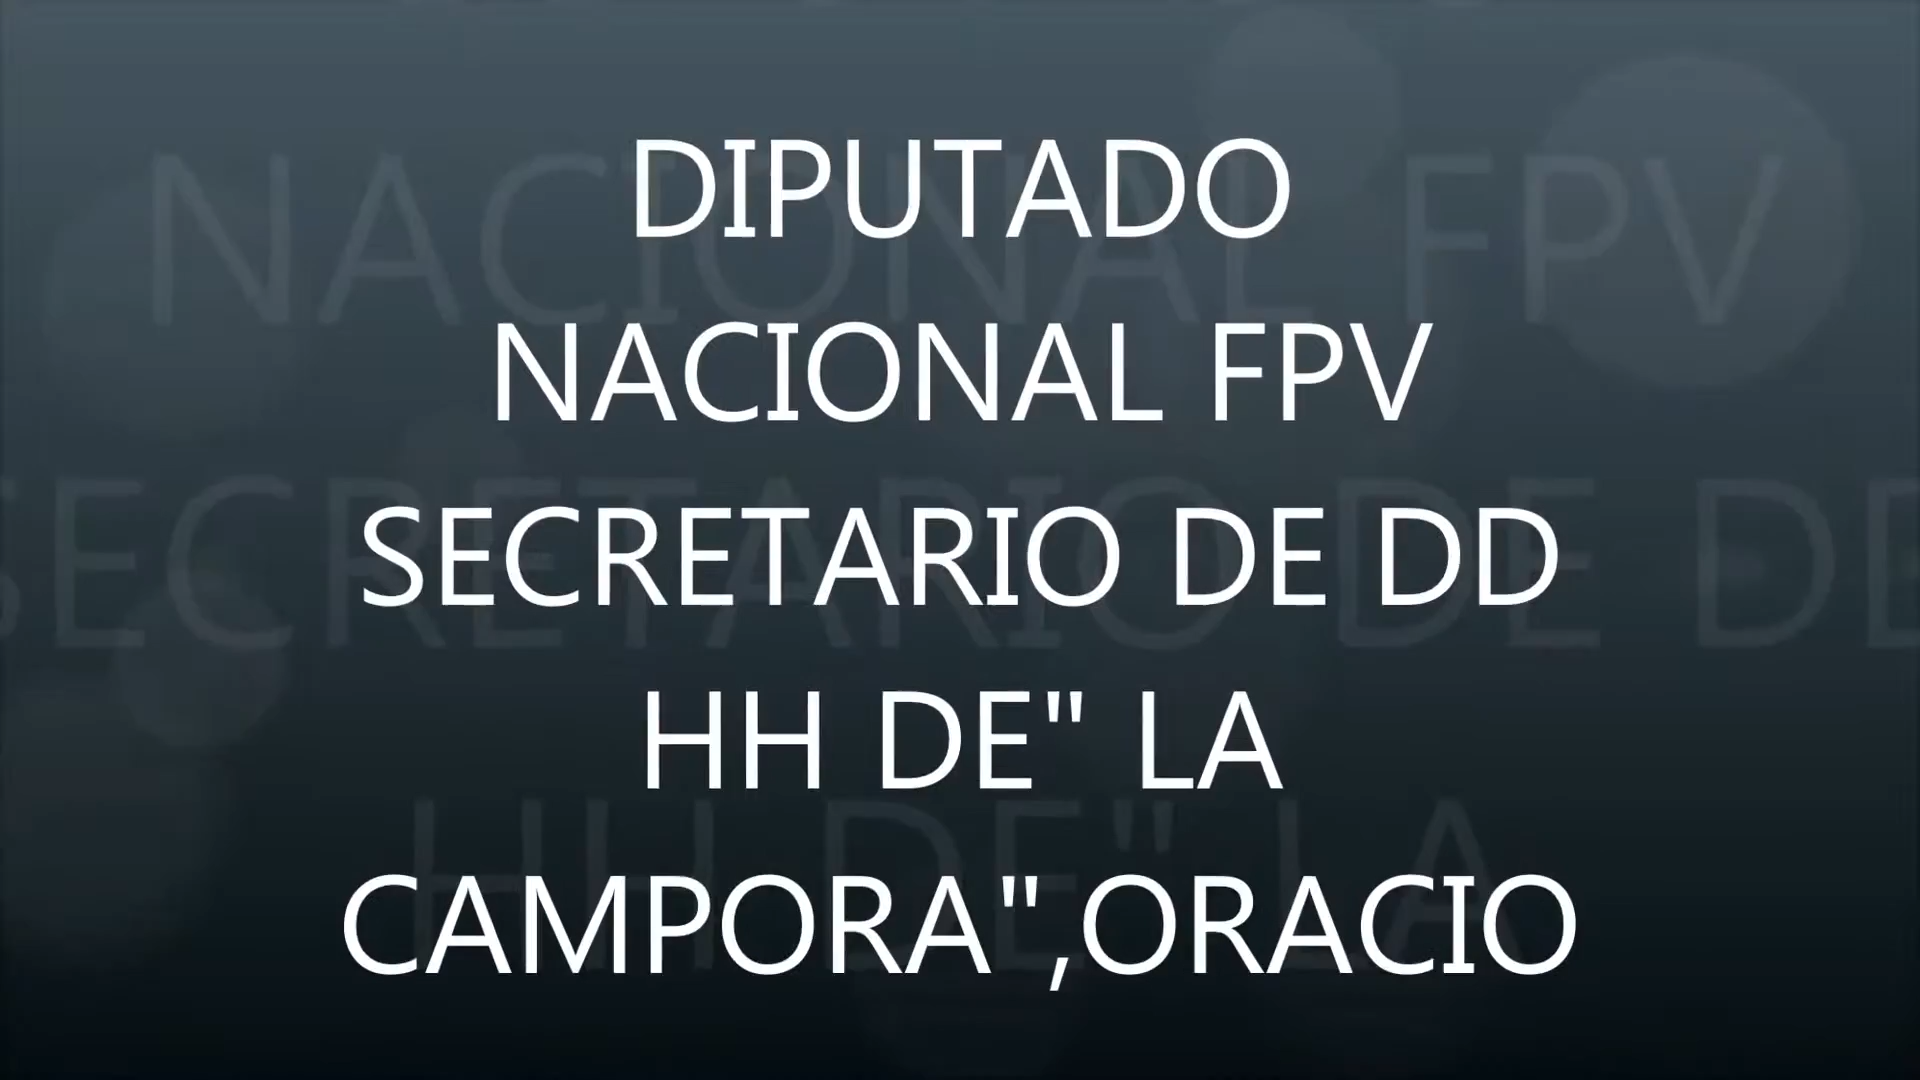 DIPUTADO
NACIONAL FPV
SECRETARIO DE DD
HH DE" LA
CAMPORA",ORACIO